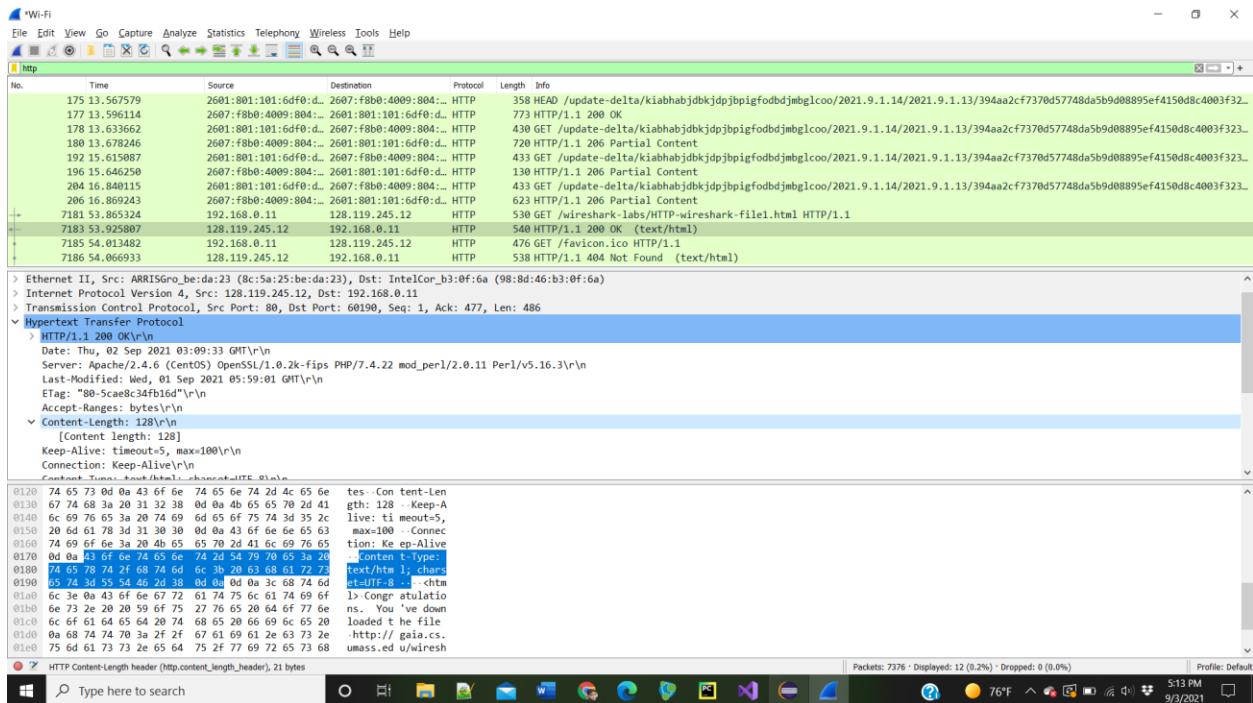 *Wi-Fi
File Edit View Go Capture Analyze Statistics Telephony Wireless Tools Help
http
No. Time Source Destination Protocol Length Info
175 13.567579 2601:801:101:6df0:d… 2607:f8b0:4009:804:… HTTP 358 HEAD /update-delta/kiabhabjdbkjdpjbpigfodbdjmbglcoo/2021.9.1.14/2021.9.1.13/394aa2cf7370d57748da5b9d08895ef4150d8c4003f32…
177 13.596114 2607:f8b0:4009:804:… 2601:801:101:6df0:d… HTTP 773 HTTP/1.1 200 OK
178 13.633662 2601:801:101:6df0:d… 2607:f8b0:4009:804:… HTTP 430 GET /update-delta/kiabhabjdbkjdpjbpigfodbdjmbglcoo/2021.9.1.14/2021.9.1.13/394aa2cf7370d57748da5b9d08895ef4150d8c4003f323…
180 13.678246 2607:f8b0:4009:804:… 2601:801:101:6df0:d… HTTP 720 HTTP/1.1 206 Partial Content
192 15.615087 2601:801:101:6df0:d… 2607:f8b0:4009:804:… HTTP 433 GET /update-delta/kiabhabjdbkjdpjbpigfodbdjmbglcoo/2021.9.1.14/2021.9.1.13/394aa2cf7370d57748da5b9d08895ef4150d8c4003f323…
196 15.646250 2607:f8b0:4009:804:… 2601:801:101:6df0:d… HTTP 130 HTTP/1.1 206 Partial Content
204 16.840115 2601:801:101:6df0:d… 2607:f8b0:4009:804:… HTTP 433 GET /update-delta/kiabhabjdbkjdpjbpigfodbdjmbglcoo/2021.9.1.14/2021.9.1.13/394aa2cf7370d57748da5b9d08895ef4150d8c4003f323…
206 16.869243 2607:f8b0:4009:804:… 2601:801:101:6df0:d… HTTP 623 HTTP/1.1 206 Partial Content
7181 53.865324 192.168.0.11 128.119.245.12 HTTP 530 GET /wireshark-labs/HTTP-wireshark-file1.html HTTP/1.1
7183 53.925807 128.119.245.12 192.168.0.11 HTTP 540 HTTP/1.1 200 OK (text/html)
7185 54.013482 192.168.0.11 128.119.245.12 HTTP 476 GET /favicon.ico HTTP/1.1
7186 54.066933 128.119.245.12 192.168.0.11 HTTP 538 HTTP/1.1 404 Not Found (text/html)
> Ethernet II, Src: ARRISGro_be:da:23 (8c:5a:25:be:da:23), Dst: IntelCor_b3:0f:6a (98:8d:46:b3:0f:6a)
> Internet Protocol Version 4, Src: 128.119.245.12, Dst: 192.168.0.11
> Transmission Control Protocol, Src Port: 80, Dst Port: 60190, Seq: 1, Ack: 477, Len: 486
Hypertext Transfer Protocol
> HTTP/1.1 200 OK\r\n
Date: Thu, 02 Sep 2021 03:09:33 GMT\r\n
Server: Apache/2.4.6 (CentOS) OpenSSL/1.0.2k-fips PHP/7.4.22 mod_perl/2.0.11 Perl/v5.16.3\r\n
Last-Modified: Wed, 01 Sep 2021 05:59:01 GMT\r\n
ETag: "80-5cae8c34fb16d"\r\n
Accept-Ranges: bytes\r\n
Content-Length: 128\r\n
[Content length: 128]
Keep-Alive: timeout=5, max=100\r\n
Connection: Keep-Alive\r\n
Content-Type: text/html; charset=UTF-8\r\n
0120 74 65 73 0d 0a 43 6f 6e 74 65 6e 74 2d 4c 65 6e tes··Con tent-Len
0130 67 74 68 3a 20 31 32 38 0d 0a 4b 65 65 70 2d 41 gth: 128 ··Keep-A
0140 6c 69 76 65 3a 20 74 69 6d 65 6f 75 74 3d 35 2c live: ti meout=5,
0150 20 6d 61 78 3d 31 30 30 0d 0a 43 6f 6e 6e 65 63 max=100 ··Connec
0160 74 69 6f 6e 3a 20 4b 65 65 70 2d 41 6c 69 76 65 tion: Ke ep-Alive
0170 0d 0a 43 6f 6e 74 65 6e 74 2d 54 79 70 65 3a 20 ··Conten t-Type:
0180 74 65 78 74 2f 68 74 6d 6c 3b 20 63 68 61 72 73 text/htm l; chars
0190 65 74 3d 55 54 46 2d 38 0d 0a 0d 0a 3c 68 74 6d et=UTF-8 ····<htm
01a0 6c 3e 0a 43 6f 6e 67 72 61 74 75 6c 61 74 69 6f l>·Congr atulatio
01b0 6e 73 2e 20 20 59 6f 75 27 76 65 20 64 6f 77 6e ns. You 've down
01c0 6c 6f 61 64 65 64 20 74 68 65 20 66 69 6c 65 20 loaded t he file
01d0 0a 68 74 74 70 3a 2f 2f 67 61 69 61 2e 63 73 2e ·http:// gaia.cs.
01e0 75 6d 61 73 73 2e 65 64 75 2f 77 69 72 65 73 68 umass.ed u/wiresh
HTTP Content-Length header (http.content_length_header), 21 bytes Packets: 7376 · Displayed: 12 (0.2%) · Dropped: 0 (0.0%) Profile: Default
Type here to search 76°F 5:13 PM
9/3/2021